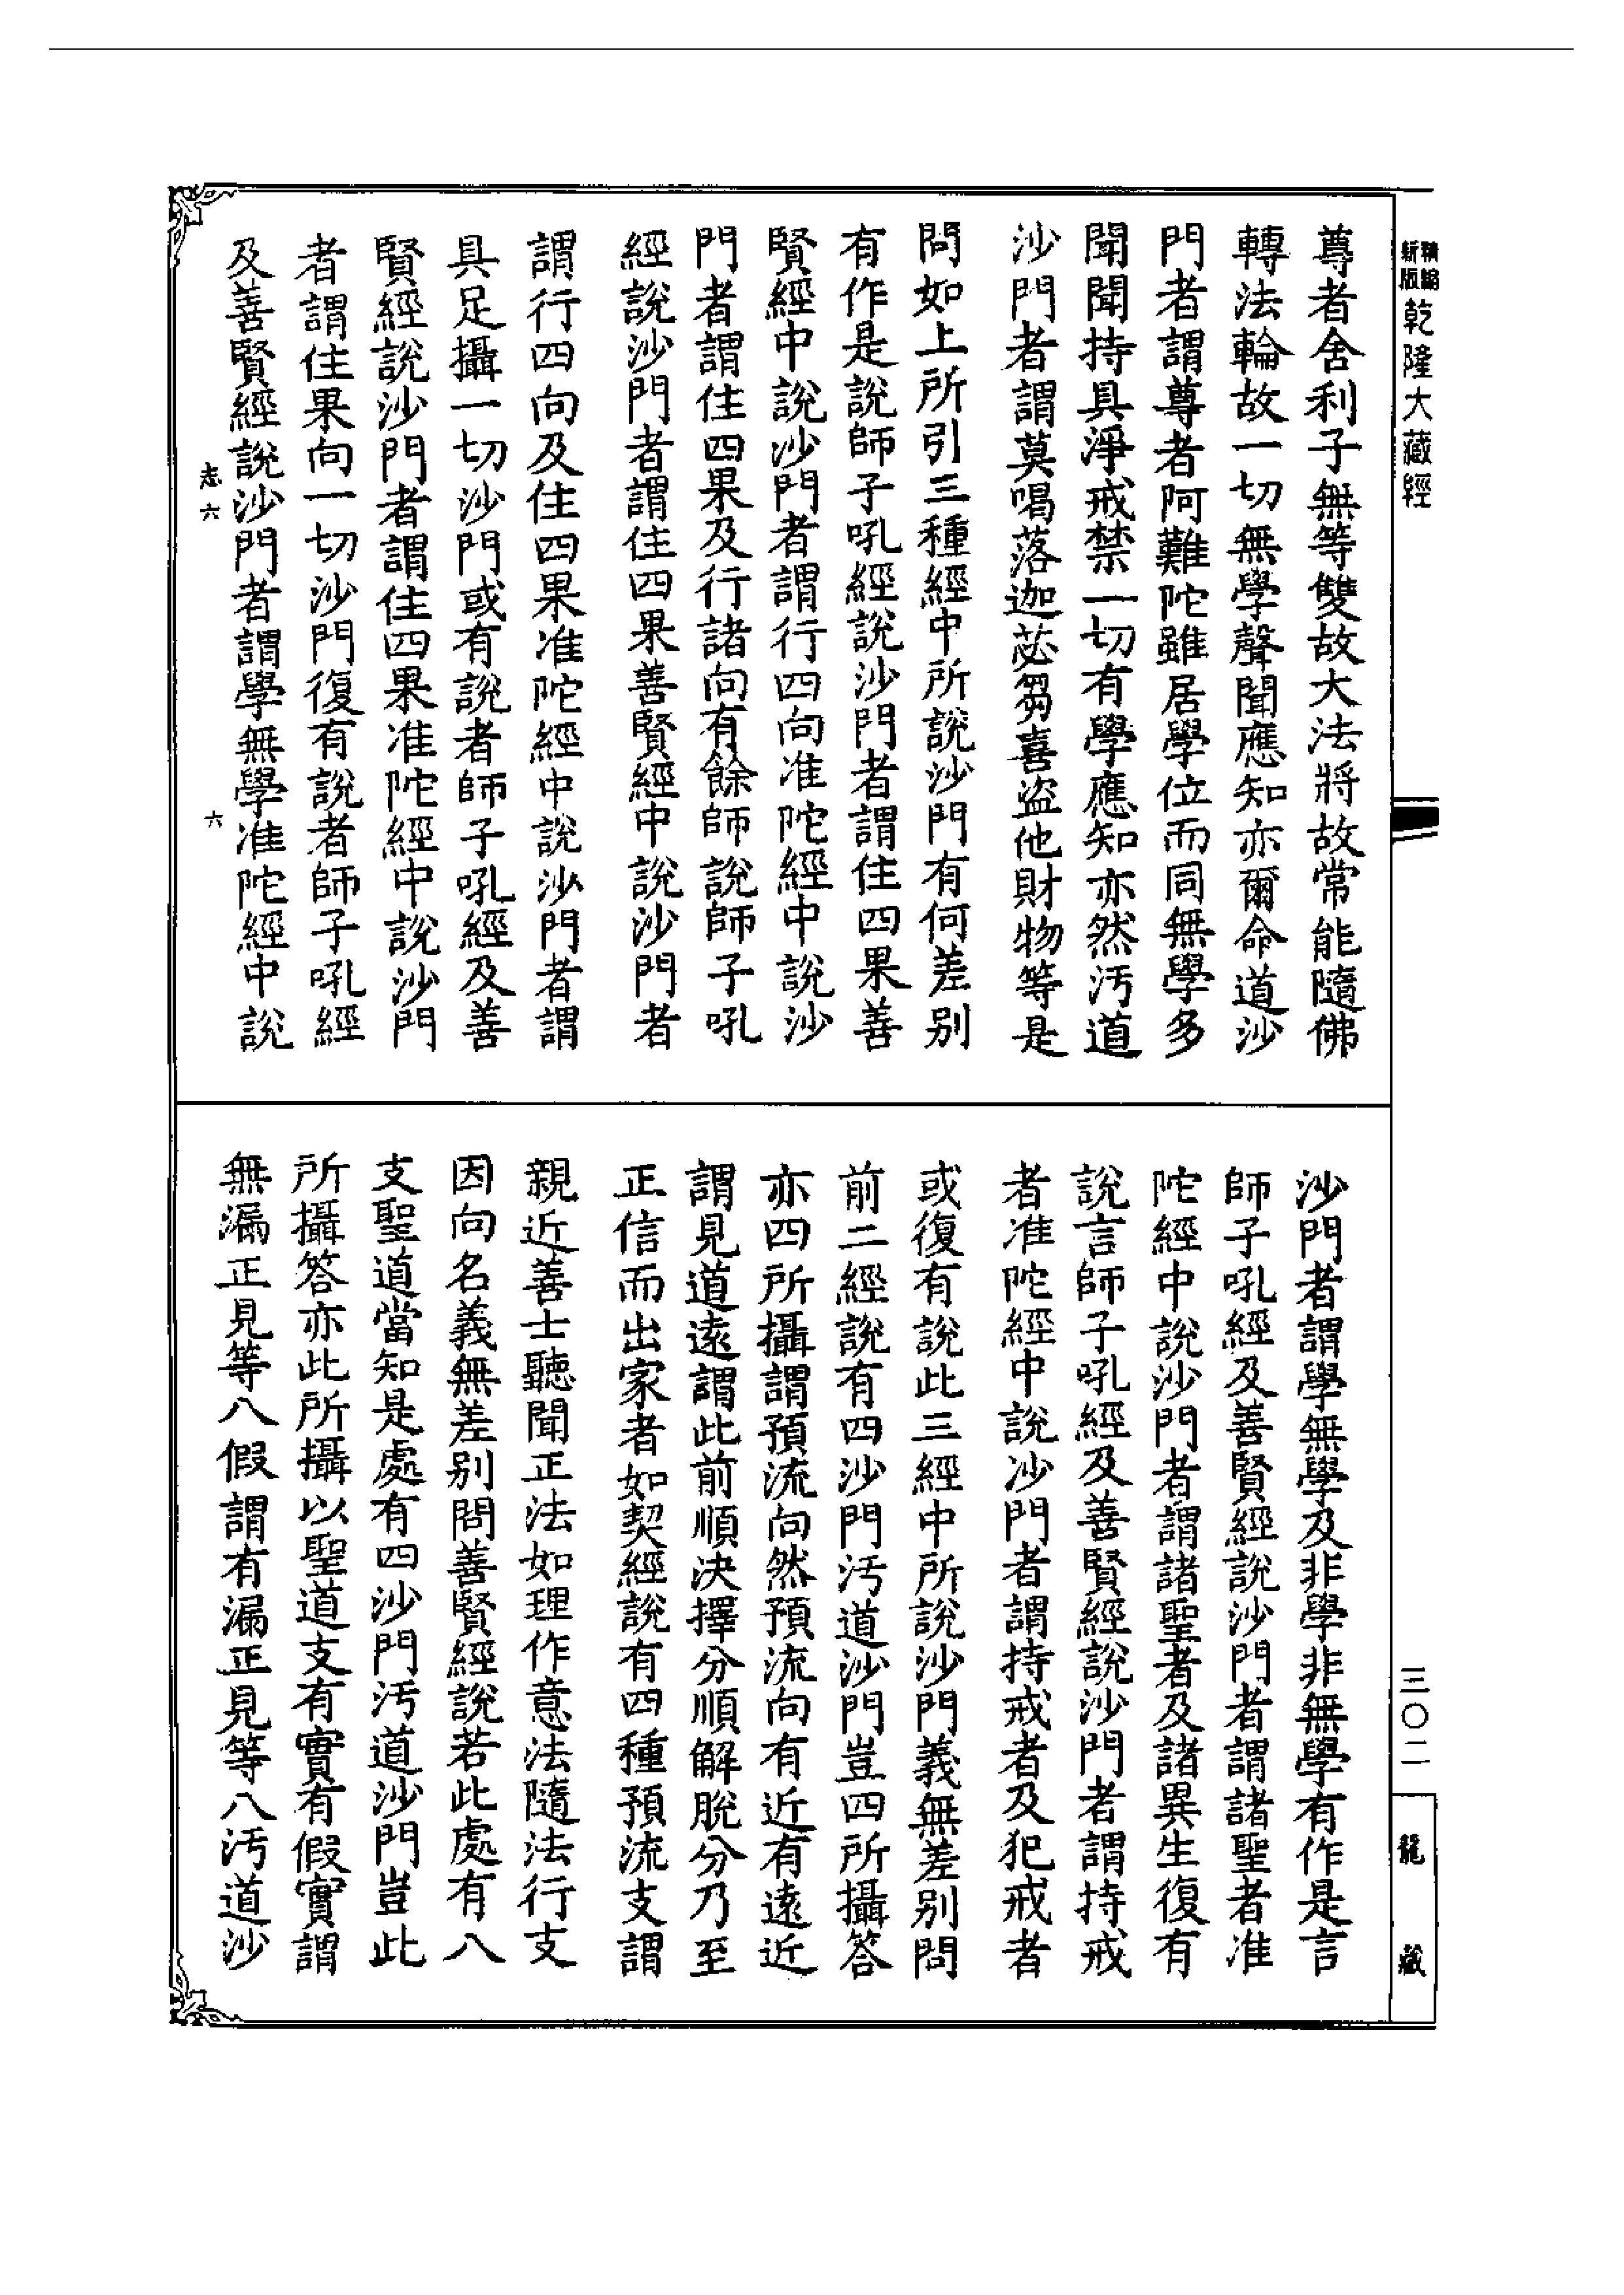 精縮新版乾隆大藏經
尊者舍利子無等雙故大法將故常能隨佛
轉法輪故一切無學聲聞應知亦爾命道沙
門者謂尊者阿難陀雖居學位而同無學多
聞聞持具淨戒禁一切有學應知亦然汚道
沙門者謂莫喝落迦苾芻喜盜他財物等是
問如上所引三種經中所說沙門有何差別
有作是說師子吼經說沙門者謂住四果善
賢經中說沙門者謂行四向准陀經中說沙
門者謂住四果及行諸向有餘師說師子吼
經說沙門者謂住四果善賢經中說沙門者
謂行四向及住四果准陀經中說沙門者謂
具足攝一切沙門或有說者師子吼經及善
賢經說沙門者謂住四果准陀經中說沙門
者謂住果向一切沙門復有說者師子吼經
及善賢經說沙門者謂學無學准陀經中說
志六
六
沙門者謂學無學及非學非無學有作是言
師子吼經及善賢經說沙門者謂諸聖者准
陀經中說沙門者謂諸聖者及諸異生復有
說言師子吼經及善賢經說沙門者謂持戒
者准陀經中說沙門者謂持戒者及犯戒者
或復有說此三經中所說沙門義無差別問
前二經說有四沙門汚道沙門豈四所攝答
亦四所攝謂預流向然預流向有近有遠近
謂見道遠謂此前順決擇分順解脫分乃至
正信而出家者如契經說有四種預流支謂
親近善士聽聞正法如理作意法隨法行支
因向名義無差別問善賢經說若此處有八
支聖道當知是處有四沙門汚道沙門豈此
所攝答亦此所攝以聖道支有實有假實謂
無漏正見等八假謂有漏正見等八汚道沙
三〇二
龍藏